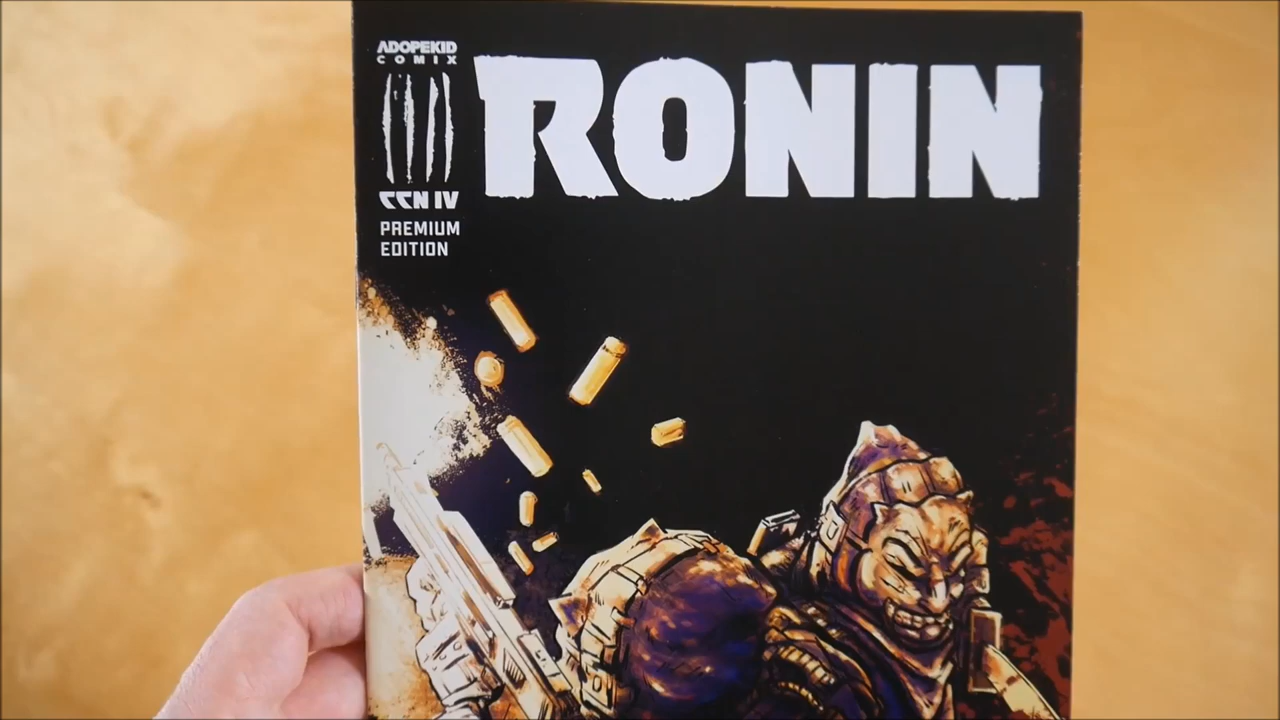 ADOPEKID
COMIX
CCN IV
PREMIUM
EDITION
RONIN